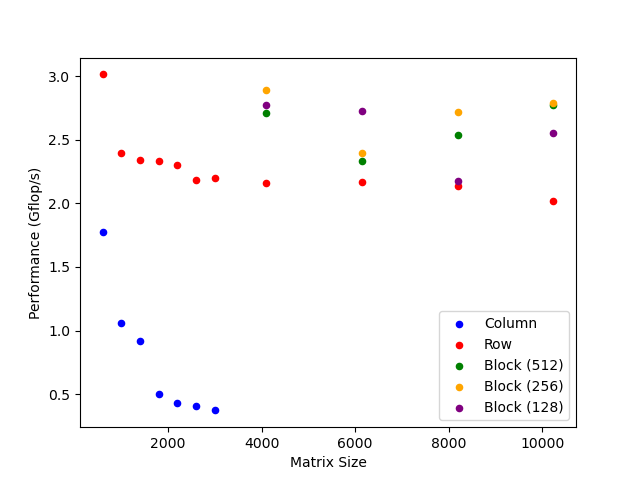 3.0
2.5
2.0
1.5
1.0
0.5
Performance (Gflop/s)
2000 4000 6000 8000 10000
Matrix Size
Column
Row
Block (512)
Block (256)
Block (128)